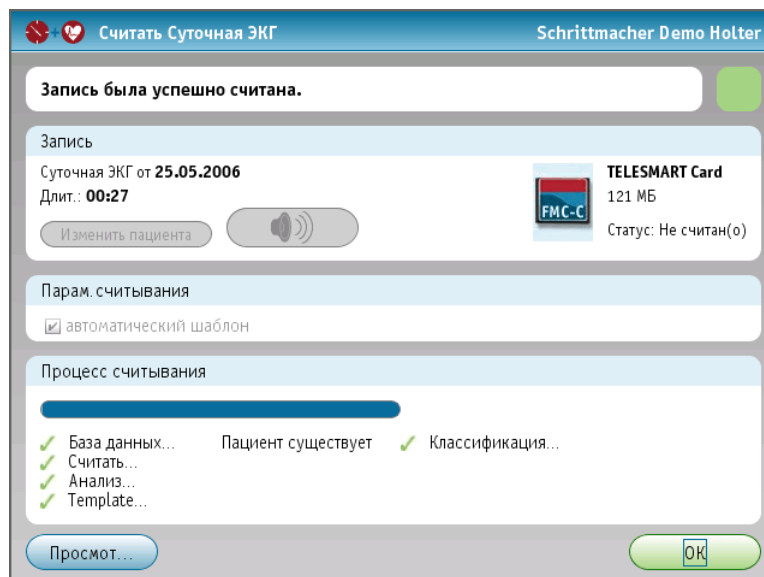 Считать Суточная ЭКГ
Schrittmacher Demo Holter
Запись была успешно считана.
Запись
Суточная ЭКГ от 25.05.2006
Длит.: 00:27
Изменить пациента
FMC-C
TELESMART Card
121 МБ
Статус: Не считан(о)
Парам.считывания
автоматический шаблон
Процесс считывания
База данных... Пациент существует
Считать...
Анализ...
Template...
Классификация...
Просмот...
ОК